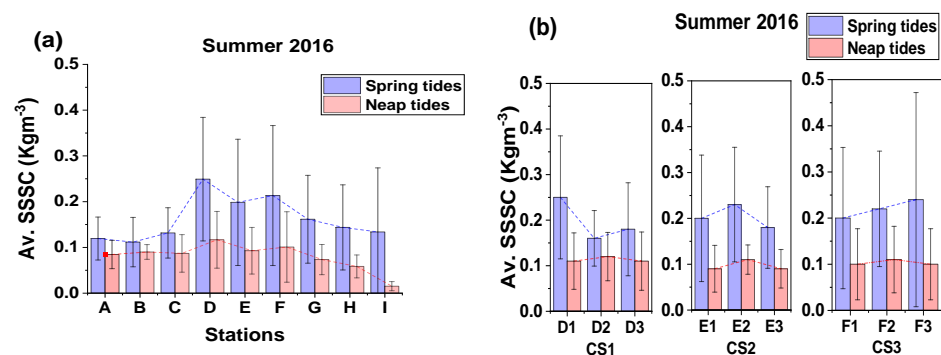 (a)
Summer 2016
Spring tides
Neap tides
Av. SSSC (Kgm-3)
0.5
0.4
0.3
0.2
0.1
0.0
A B C D E F G H I
Stations
(b)
Summer 2016
Spring tides
Neap tides
Av. SSSC (Kgm-3)
0.5
0.4
0.3
0.2
0.1
0.0
D1 D2 D3
CS1
0.5
0.4
0.3
0.2
0.1
0.0
E1 E2 E3
CS2
0.5
0.4
0.3
0.2
0.1
0.0
F1 F2 F3
CS3